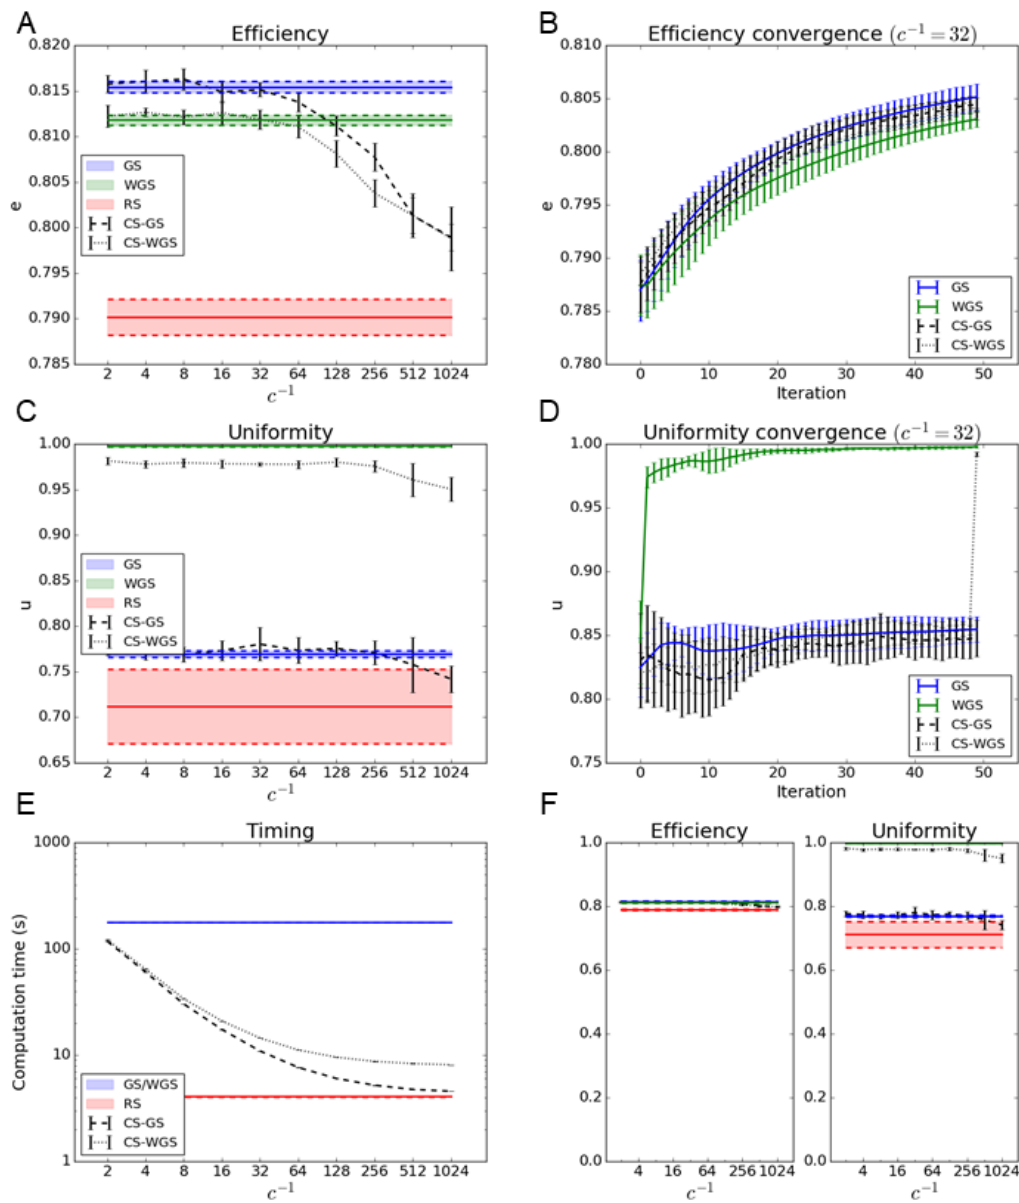 A
Efficiency
0.820
0.815
0.810
0.805
0.800
0.795
0.790
0.785
e
GS
WGS
RS
CS-GS
CS-WGS
2 4 8 16 32 64 128 256 512 1024
c⁻¹
B
Efficiency convergence (c⁻¹ = 32)
0.810
0.805
0.800
0.795
0.790
0.785
0.780
e
GS
WGS
CS-GS
CS-WGS
0 10 20 30 40 50
Iteration
C
Uniformity
1.00
0.95
0.90
0.85
0.80
0.75
0.70
0.65
u
GS
WGS
RS
CS-GS
CS-WGS
2 4 8 16 32 64 128 256 512 1024
c⁻¹
D
Uniformity convergence (c⁻¹ = 32)
1.00
0.95
0.90
0.85
0.80
0.75
u
GS
WGS
CS-GS
CS-WGS
0 10 20 30 40 50
Iteration
E
Timing
1000
100
10
1
Computation time (s)
GS/WGS
RS
CS-GS
CS-WGS
2 4 8 16 32 64 128 256 512 1024
c⁻¹
F
Efficiency
1.0
0.8
0.6
0.4
0.2
0.0
4 16 64 256 1024
c⁻¹
Uniformity
1.0
0.8
0.6
0.4
0.2
0.0
4 16 64 256 1024
c⁻¹